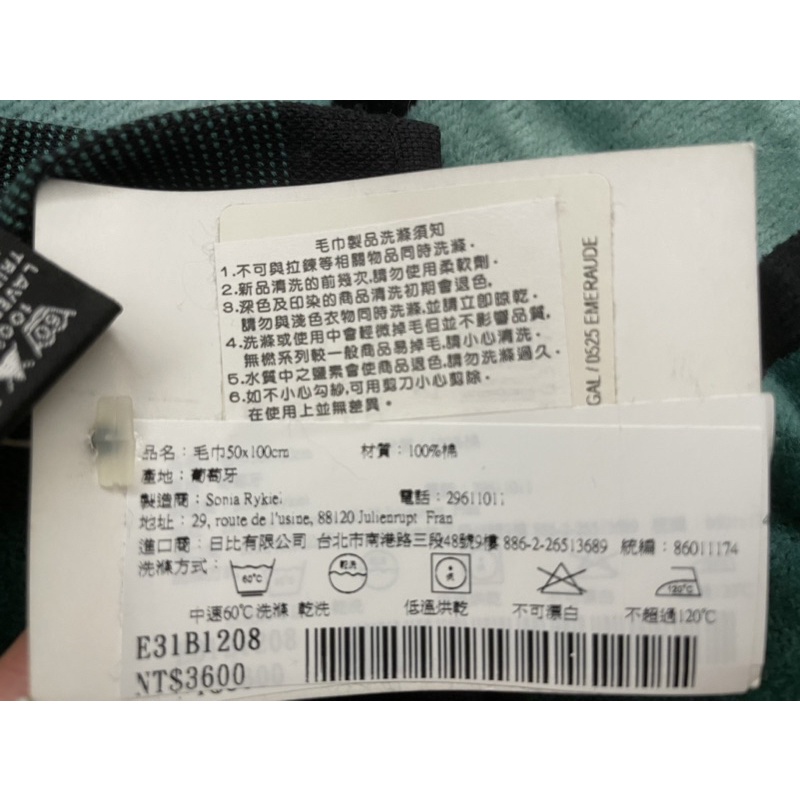 毛巾製品洗滌須知
1.不可與拉鍊等相關物品同時洗滌.
2.新品清洗的前幾次,請勿使用柔軟劑.
3.深色及印染的商品清洗初期會退色,
請勿與淺色衣物同時洗滌,並請立即晾乾.
4.洗滌或使用中會輕微掉毛但並不影響品質,
無撚系列較一般商品易掉毛,請小心清洗.
5.水質中之鹽素會使商品退色,請勿洗滌過久.
6.如不小心勾紗,可用剪刀小心剪除.
在使用上並無差異。
GAL / 0525 EMERAUDE
品名：毛巾50x100cm 材質：100%棉
產地：葡萄牙
製造商：Sonia Rykiel 電話：29611011
地址：29, route de l'usine, 88120 Julienrupt Fran
進口商：日比有限公司 台北市南港路三段48號9樓 886-2-26513689 統編：86011174
洗滌方式：
60°C 乾洗 120°C
中速60°C洗滌 乾洗 低溫烘乾 不可漂白 不超過120°C
E31B1208
NT$3600
60